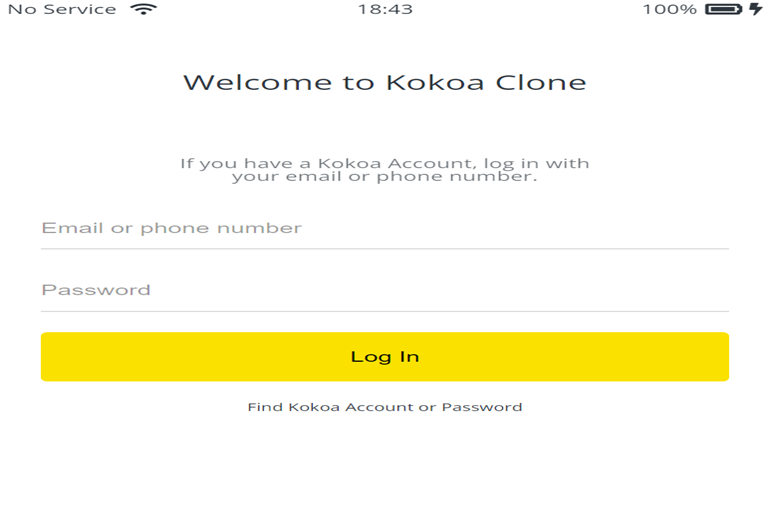 No Service 18:43 100%
Welcome to Kokoa Clone
If you have a Kokoa Account, log in with
your email or phone number.
Email or phone number
Password
Log In
Find Kokoa Account or Password